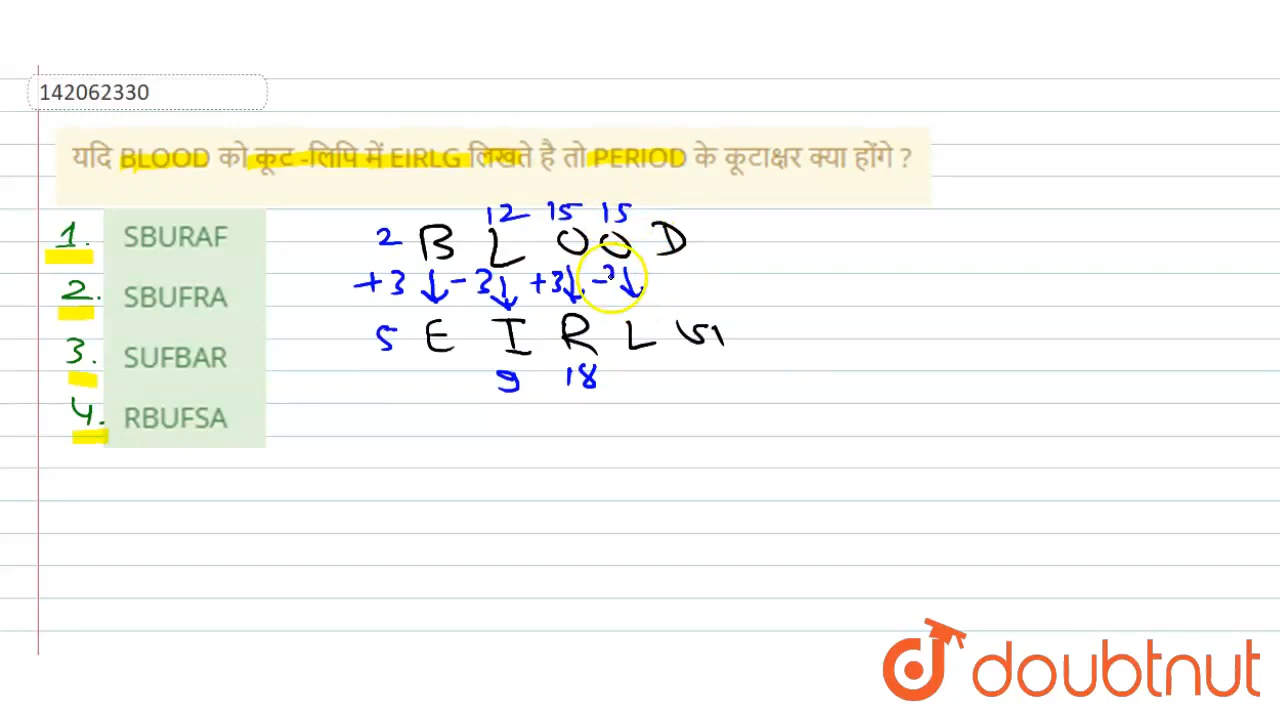 142062330
यदि BLOOD को कूट -लिपि में EIRLG लिखते है तो PERIOD के कूटाक्षर क्या होंगे ?
1. SBURAF
2. SBUFRA
3. SUFBAR
4. RBUFSA
12 15 15
2 B L O O D
+3 -3 +3 -3
5 E I R L G
9 18
doubtnut